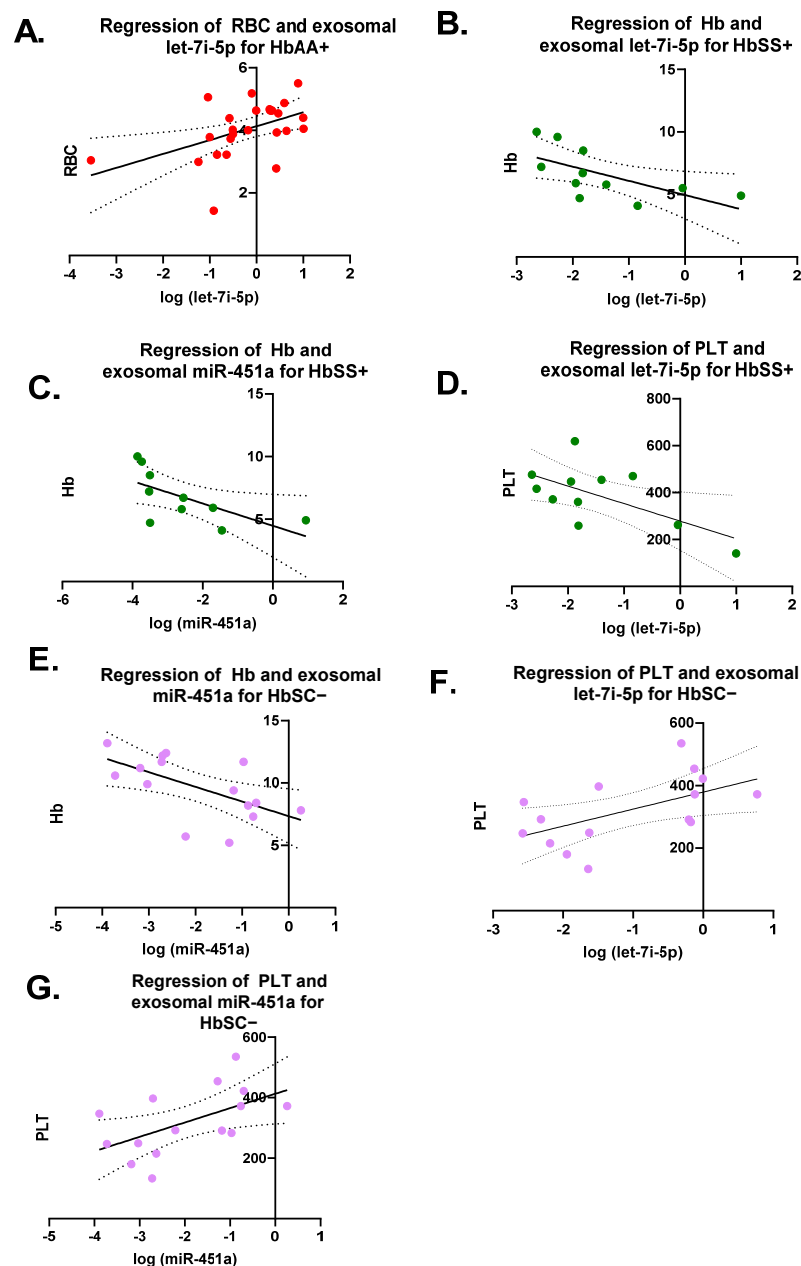 A.
Regression of RBC and exosomal
let-7i-5p for HbAA+
6
4
2
RBC
-4 -3 -2 -1 0 1 2
log (let-7i-5p)
B.
Regression of Hb and
exosomal let-7i-5p for HbSS+
15
10
5
Hb
-3 -2 -1 0 1 2
log (let-7i-5p)
C.
Regression of Hb and
exosomal miR-451a for HbSS+
15
10
5
Hb
-6 -4 -2 0 2
log (miR-451a)
D.
Regression of PLT and
exosomal let-7i-5p for HbSS+
800
600
400
200
PLT
-3 -2 -1 0 1 2
log (let-7i-5p)
E.
Regression of Hb and exosomal
miR-451a for HbSC−
15
10
5
Hb
-5 -4 -3 -2 -1 0 1
log (miR-451a)
F.
Regression of PLT and exosomal
let-7i-5p for HbSC−
600
400
200
PLT
-3 -2 -1 0 1
log (let-7i-5p)
G.
Regression of PLT and
exosomal miR-451a for
HbSC−
600
400
200
PLT
-5 -4 -3 -2 -1 0 1
log (miR-451a)